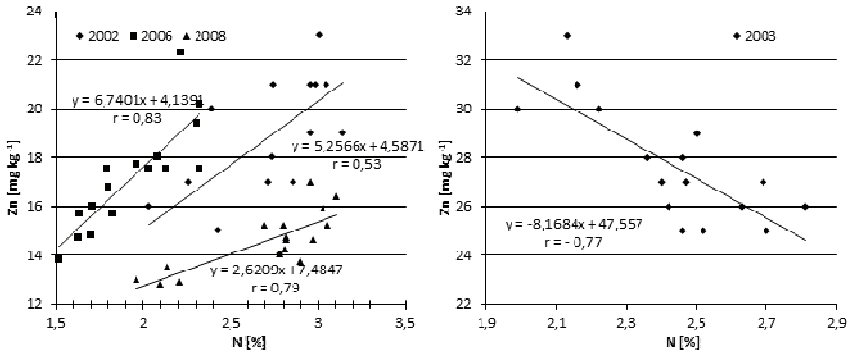 24
22
20
18
16
14
12
Zn [mg kg-1]
2002 2006 2008
y = 6,7401x + 4,1391
r = 0,83
y = 5,2566x + 4,5871
r = 0,53
y = 2,6209x + 7,4847
r = 0,79
1,5 2 2,5 3 3,5
N [%]
34
32
30
28
26
24
22
Zn [mg kg-1]
2003
y = -8,1684x + 47,557
r = - 0,77
1,9 2,1 2,3 2,5 2,7 2,9
N [%]